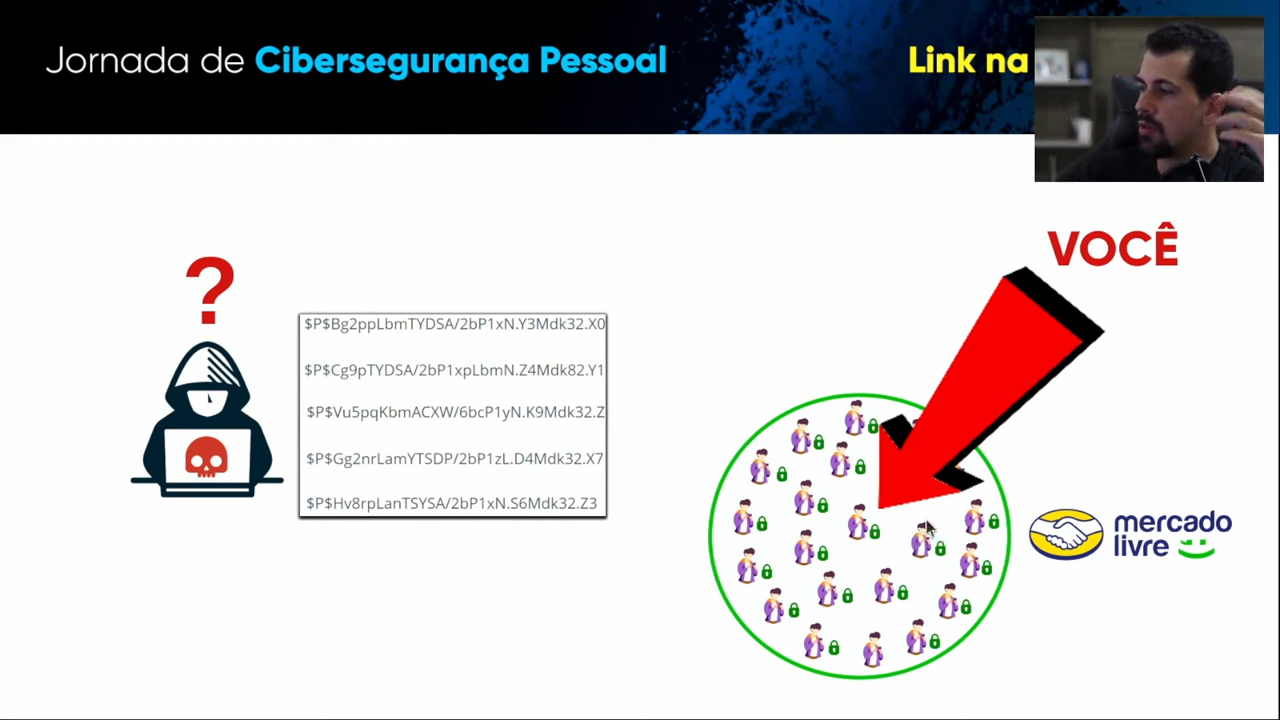 Jornada de Cibersegurança Pessoal
Link na
VOCÊ
?
$P$Bg2ppLbmTYDSA/2bP1xN.Y3Mdk32.X0
$P$Cg9pTYDSA/2bP1xpLbmN.Z4Mdk82.Y1
$P$Vu5pqKbmACXW/6bcP1yN.K9Mdk32.Z
$P$Gg2nrLamYTSDP/2bP1zL.D4Mdk32.X7
$P$Hv8rpLanTSYSA/2bP1xN.S6Mdk32.Z3
mercado
livre